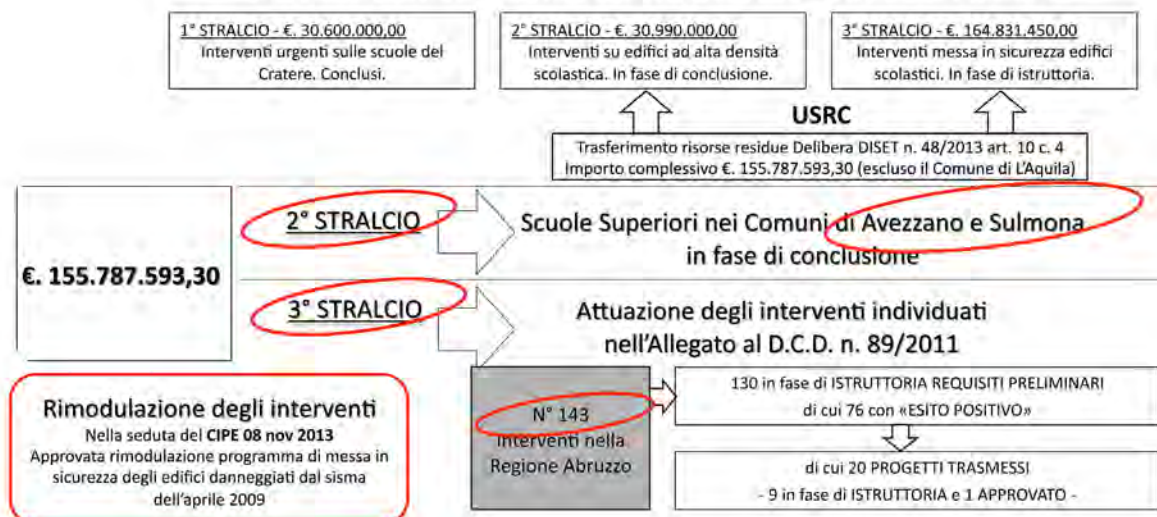 1° STRALCIO - €. 30.600.000,00
Interventi urgenti sulle scuole del
Cratere. Conclusi.
2° STRALCIO - €. 30.990.000,00
Interventi su edifici ad alta densità
scolastica. In fase di conclusione.
3° STRALCIO - €. 164.831.450,00
Interventi messa in sicurezza edifici
scolastici. In fase di istruttoria.
USRC
Trasferimento risorse residue Delibera DISET n. 48/2013 art. 10 c. 4
Importo complessivo €. 155.787.593,30 (escluso il Comune di L'Aquila)
€. 155.787.593,30
2° STRALCIO
Scuole Superiori nei Comuni di Avezzano e Sulmona
in fase di conclusione
3° STRALCIO
Attuazione degli interventi individuati
nell'Allegato al D.C.D. n. 89/2011
Rimodulazione degli interventi
Nella seduta del CIPE 08 nov 2013
Approvata rimodulazione programma di messa in
sicurezza degli edifici danneggiati dal sisma
dell'aprile 2009
N° 143
Interventi nella
Regione Abruzzo
130 in fase di ISTRUTTORIA REQUISITI PRELIMINARI
di cui 76 con «ESITO POSITIVO»
di cui 20 PROGETTI TRASMESSI
- 9 in fase di ISTRUTTORIA e 1 APPROVATO -